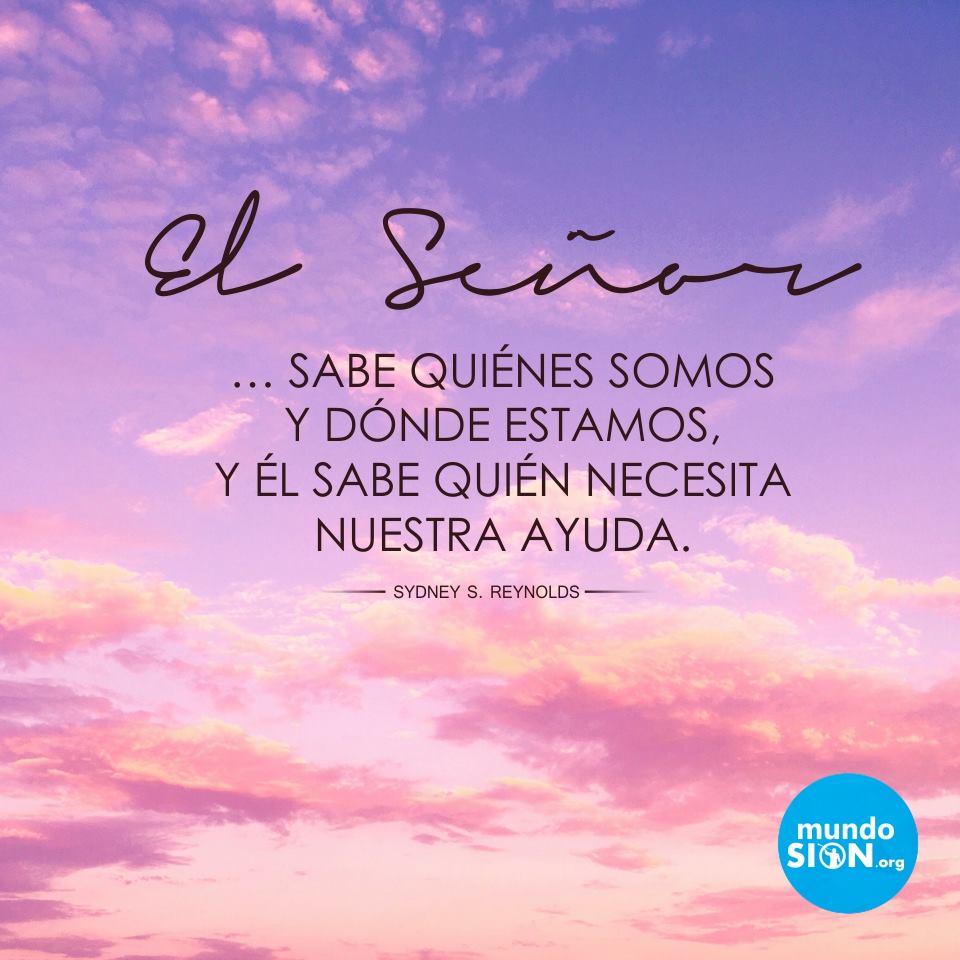 El Señor
... SABE QUIÉNES SOMOS
Y DÓNDE ESTAMOS,
Y ÉL SABE QUIÉN NECESITA
NUESTRA AYUDA.
SYDNEY S. REYNOLDS
mundo
SION.org